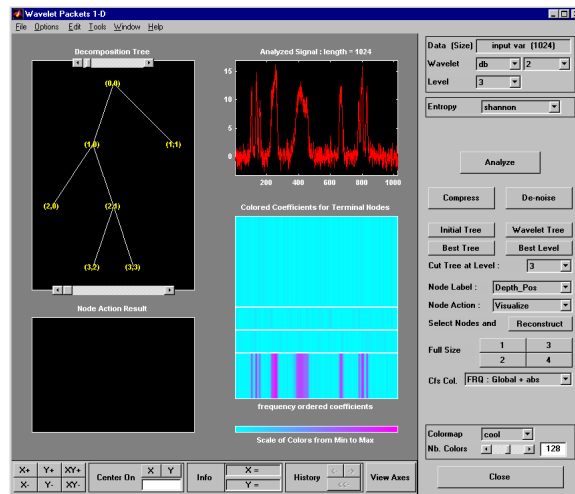 Wavelet Packets 1-D
File Options Edit Tools Window Help
Decomposition Tree
(0,0)
(1,0) (1,1)
(2,0) (2,1)
(3,2) (3,3)
Node Action Result
Analyzed Signal : length = 1024
15
10
5
0
200 400 600 800 1000
Colored Coefficients for Terminal Nodes
frequency ordered coefficients
Scale of Colors from Min to Max
Data (Size) input var (1024)
Wavelet db 2
Level 3
Entropy shannon
Analyze
Compress De-noise
Initial Tree Wavelet Tree
Best Tree Best Level
Cut Tree at Level : 3
Node Label : Depth_Pos
Node Action : Visualize
Select Nodes and Reconstruct
Full Size 1 3
2 4
Cfs Col. FRQ : Global + abs
Colormap cool
Nb. Colors 128
Close
X+ Y+ XY+
X- Y- XY-
Center On X Y
Info X =
Y =
History <- ->
<<-
View Axes